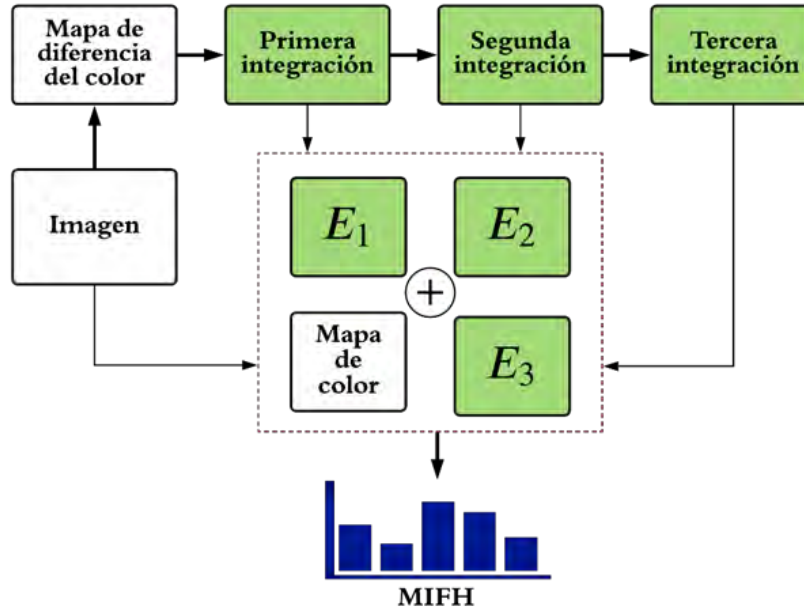 Mapa de
diferencia
del color
Primera
integración
Segunda
integración
Tercera
integración
Imagen
E₁
E₂
+
Mapa
de
color
E₃
MIFH